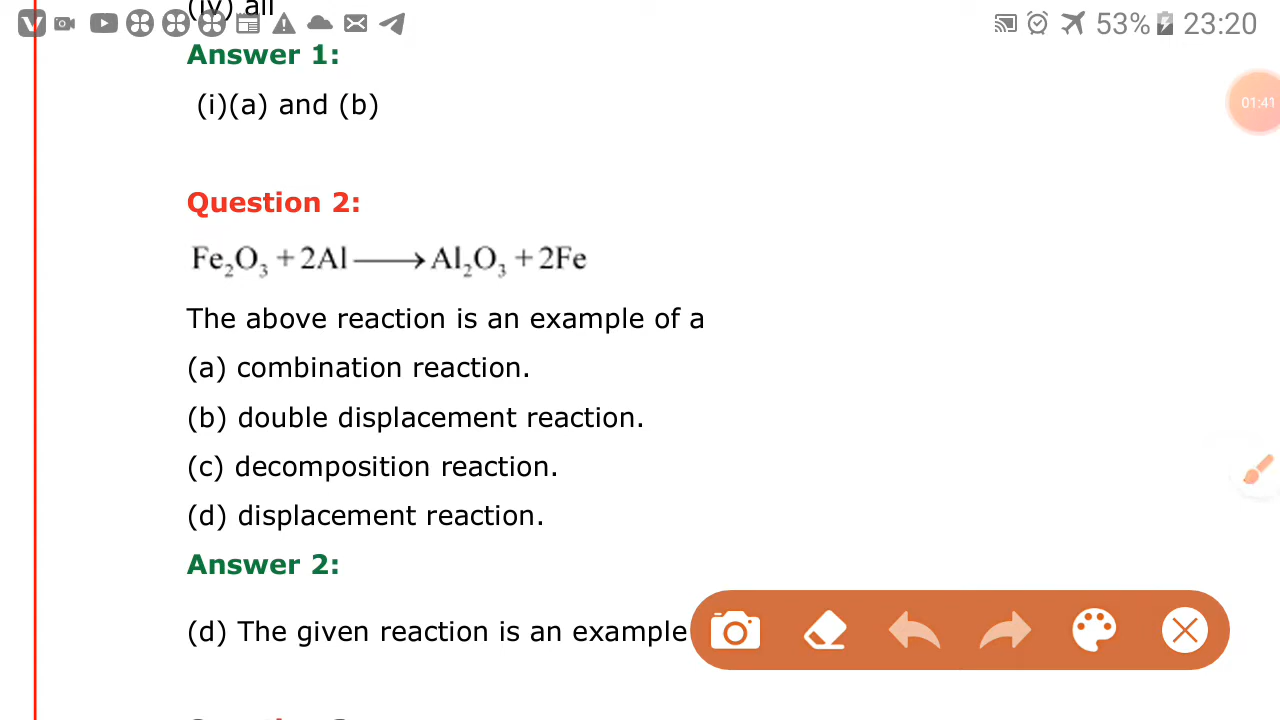 (iv) all
53% 23:20
Answer 1:
(i)(a) and (b)
01:41
Question 2:
Fe₂O₃ + 2Al ⟶ Al₂O₃ + 2Fe
The above reaction is an example of a
(a) combination reaction.
(b) double displacement reaction.
(c) decomposition reaction.
(d) displacement reaction.
Answer 2:
(d) The given reaction is an example